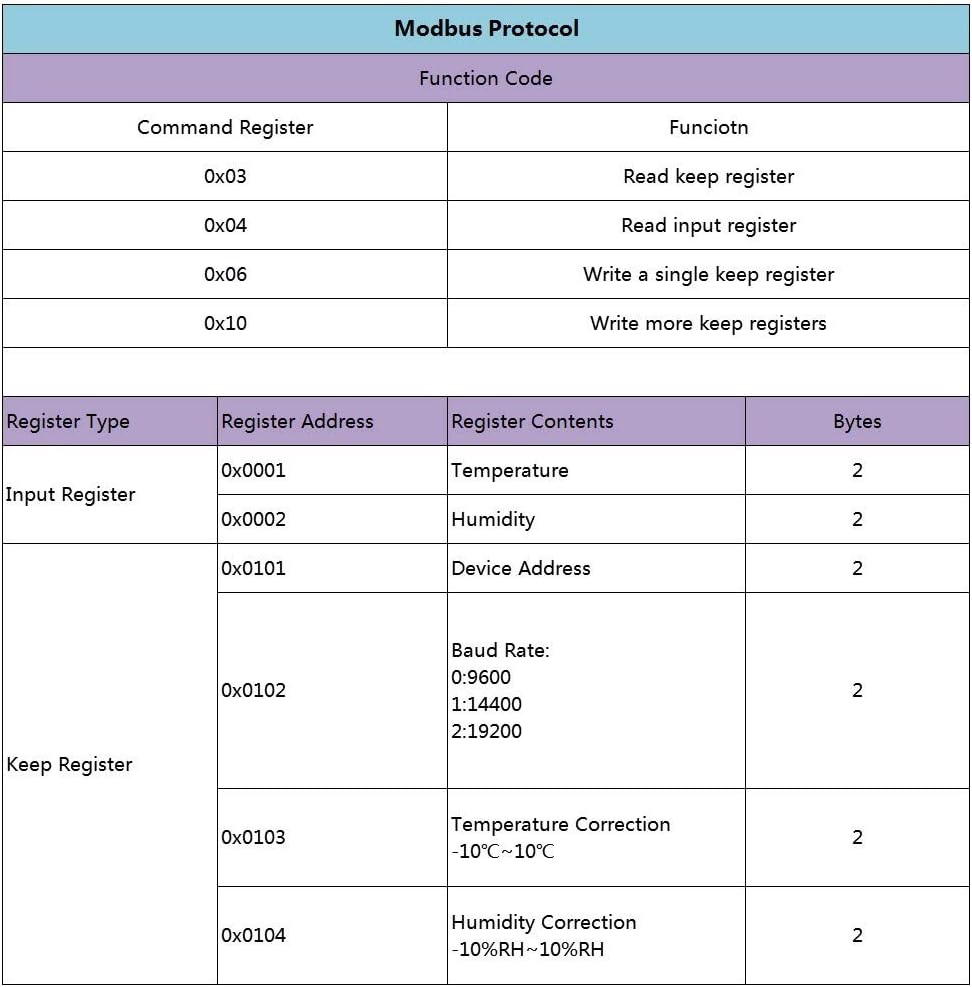 Modbus Protocol
Function Code
Command Register Funciotn
0x03 Read keep register
0x04 Read input register
0x06 Write a single keep register
0x10 Write more keep registers
Register Type Register Address Register Contents Bytes
Input Register
0x0001 Temperature 2
0x0002 Humidity 2
Keep Register
0x0101 Device Address 2
0x0102
Baud Rate:
0:9600
1:14400
2:19200
2
0x0103
Temperature Correction
-10℃~10℃
2
0x0104
Humidity Correction
-10%RH~10%RH
2